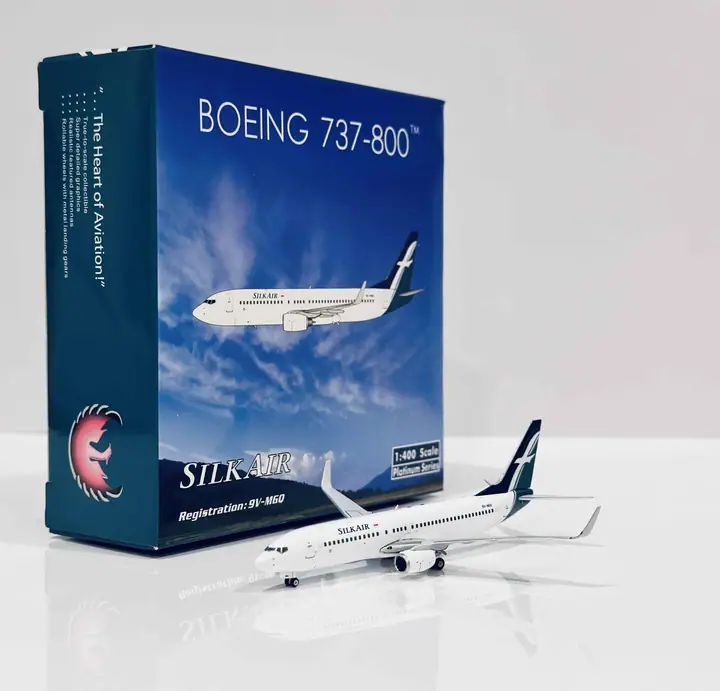 "...The Heart of Aviation!"
... True-to-scale collectible
... Super detailed graphics
... Realistic featured antennas
... Rollable wheels with metal landing gears
BOEING 737-800™
SILKAIR
SILKAIR
Registration: 9V-MGQ
1:400 Scale
Platinum Series
SILKAIR